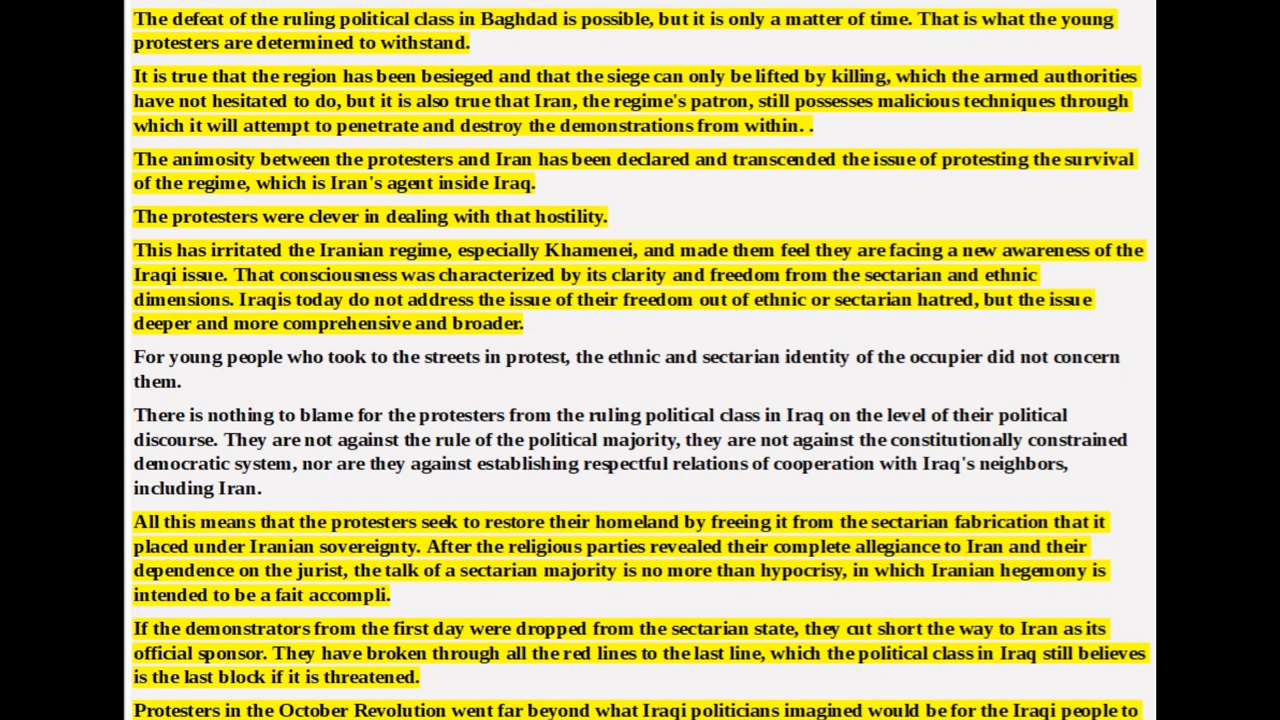 The defeat of the ruling political class in Baghdad is possible, but it is only a matter of time. That is what the young
protesters are determined to withstand.
It is true that the region has been besieged and that the siege can only be lifted by killing, which the armed authorities
have not hesitated to do, but it is also true that Iran, the regime's patron, still possesses malicious techniques through
which it will attempt to penetrate and destroy the demonstrations from within. .
The animosity between the protesters and Iran has been declared and transcended the issue of protesting the survival
of the regime, which is Iran's agent inside Iraq.
The protesters were clever in dealing with that hostility.
This has irritated the Iranian regime, especially Khamenei, and made them feel they are facing a new awareness of the
Iraqi issue. That consciousness was characterized by its clarity and freedom from the sectarian and ethnic
dimensions. Iraqis today do not address the issue of their freedom out of ethnic or sectarian hatred, but the issue
deeper and more comprehensive and broader.
For young people who took to the streets in protest, the ethnic and sectarian identity of the occupier did not concern
them.
There is nothing to blame for the protesters from the ruling political class in Iraq on the level of their political
discourse. They are not against the rule of the political majority, they are not against the constitutionally constrained
democratic system, nor are they against establishing respectful relations of cooperation with Iraq's neighbors,
including Iran.
All this means that the protesters seek to restore their homeland by freeing it from the sectarian fabrication that it
placed under Iranian sovereignty. After the religious parties revealed their complete allegiance to Iran and their
dependence on the jurist, the talk of a sectarian majority is no more than hypocrisy, in which Iranian hegemony is
intended to be a fait accompli.
If the demonstrators from the first day were dropped from the sectarian state, they cut short the way to Iran as its
official sponsor. They have broken through all the red lines to the last line, which the political class in Iraq still believes
is the last block if it is threatened.
Protesters in the October Revolution went far beyond what Iraqi politicians imagined would be for the Iraqi people to